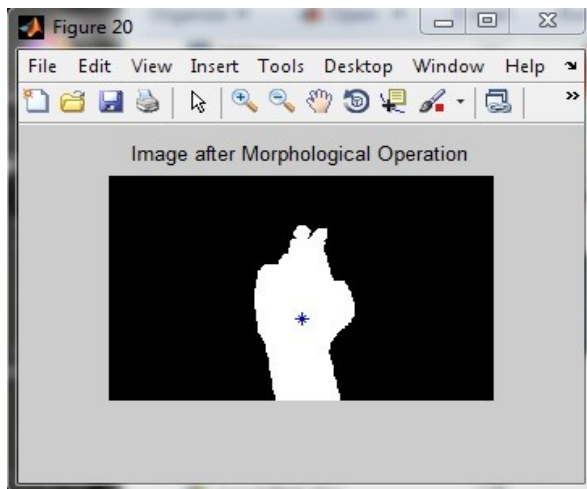 Figure 20
File Edit View Insert Tools Desktop Window Help
Image after Morphological Operation